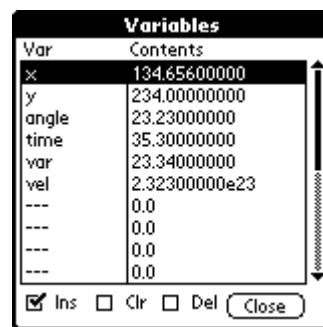 Variables
Var Contents
x 134.65600000
y 234.00000000
angle 23.23000000
time 35.30000000
var 23.34000000
vel 2.32300000e23
--- 0.0
--- 0.0
--- 0.0
--- 0.0
Ins Clr Del Close